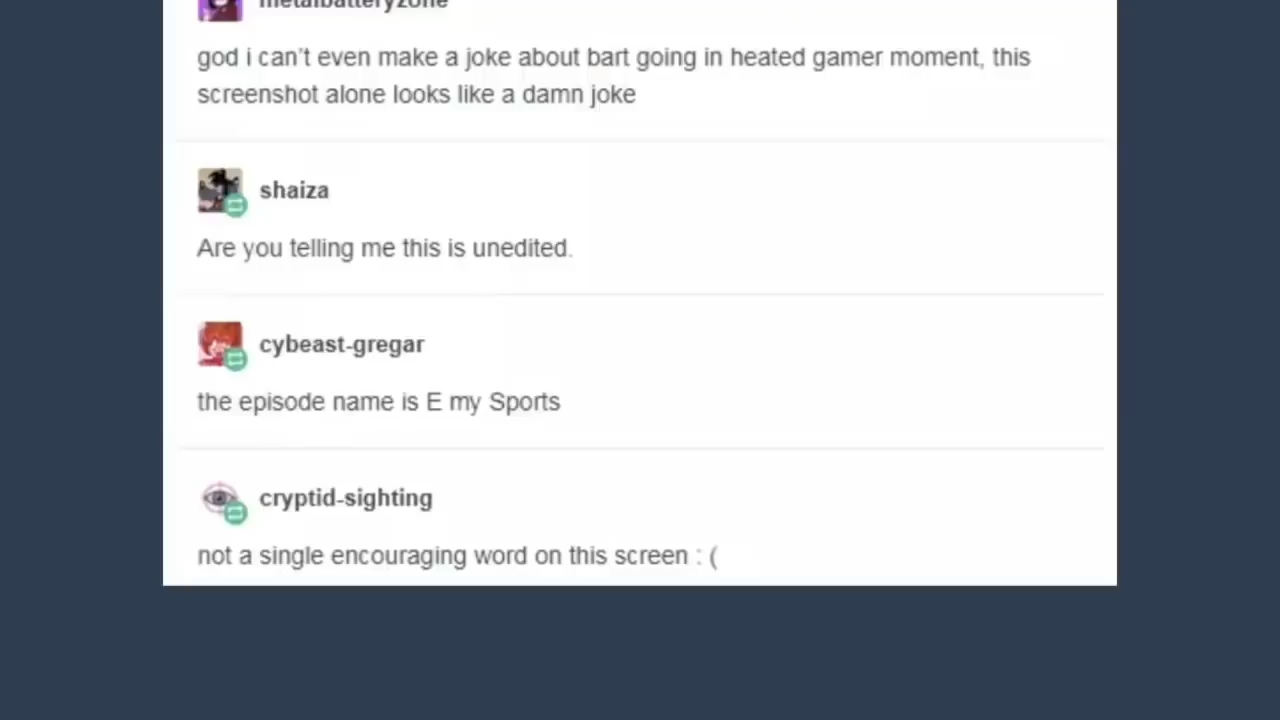 metalbatteryzone
god i can't even make a joke about bart going in heated gamer moment, this
screenshot alone looks like a damn joke
shaiza
Are you telling me this is unedited.
cybeast-gregar
the episode name is E my Sports
cryptid-sighting
not a single encouraging word on this screen : (